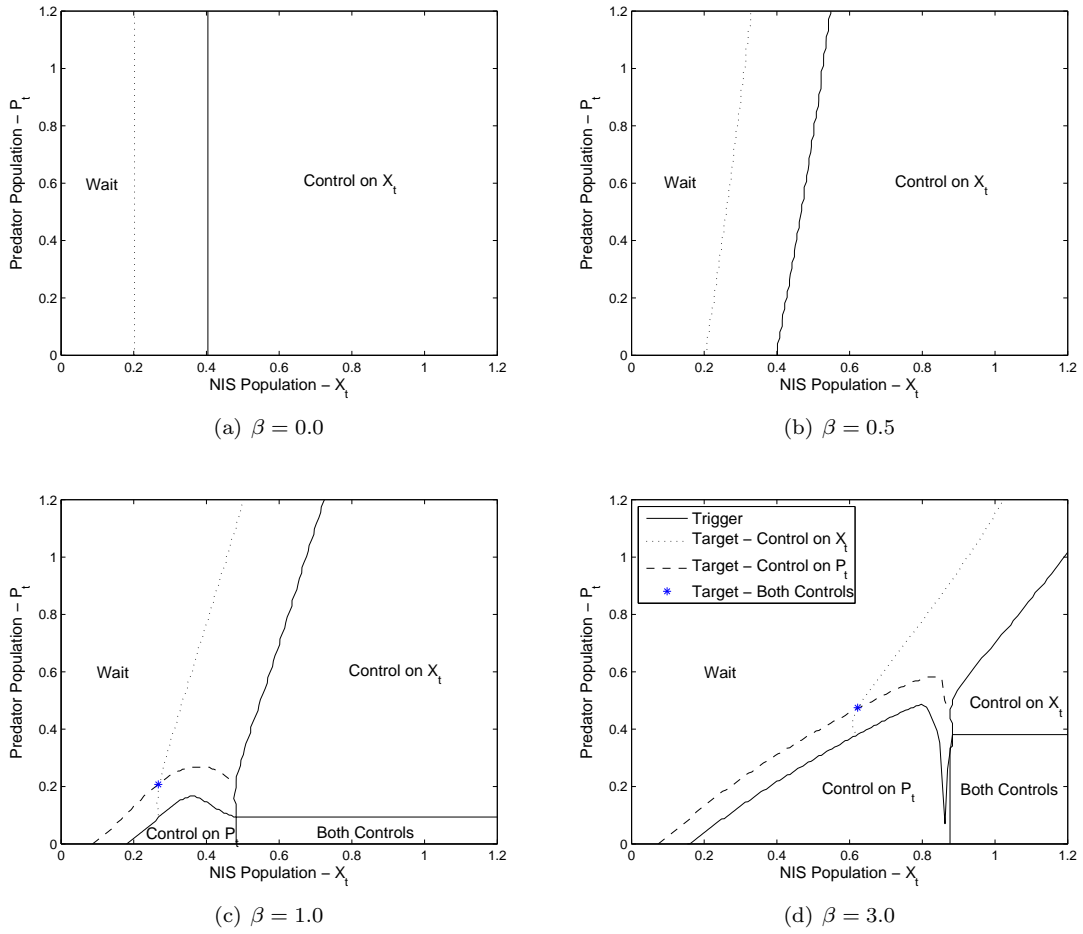 1.2
1
0.8
0.6
0.4
0.2
0
Predator Population – P_t
Wait
Control on X_t
0 0.2 0.4 0.6 0.8 1 1.2
NIS Population – X_t
(a) β = 0.0
1.2
1
0.8
0.6
0.4
0.2
0
Predator Population – P_t
Wait
Control on X_t
0 0.2 0.4 0.6 0.8 1 1.2
NIS Population – X_t
(b) β = 0.5
1.2
1
0.8
0.6
0.4
0.2
0
Predator Population – P_t
Wait
Control on X_t
Control on P_t
Both Controls
0 0.2 0.4 0.6 0.8 1 1.2
NIS Population – X_t
(c) β = 1.0
1.2
1
0.8
0.6
0.4
0.2
0
Predator Population – P_t
Trigger
Target – Control on X_t
Target – Control on P_t
Target – Both Controls
Wait
Control on X_t
Control on P_t
Both Controls
0 0.2 0.4 0.6 0.8 1 1.2
NIS Population – X_t
(d) β = 3.0